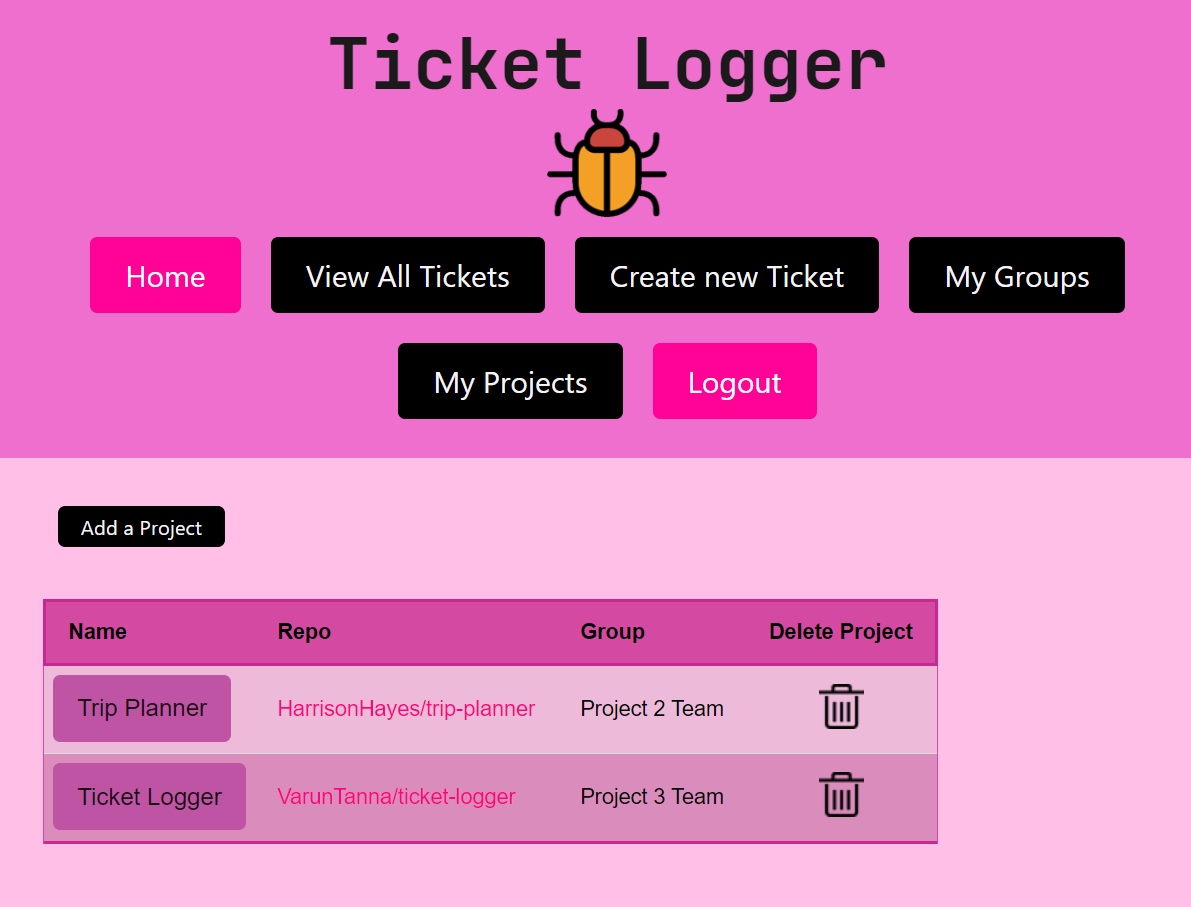 Ticket Logger
Home View All Tickets Create new Ticket My Groups
My Projects Logout
Add a Project
Name Repo Group Delete Project
Trip Planner HarrisonHayes/trip-planner Project 2 Team
Ticket Logger VarunTanna/ticket-logger Project 3 Team